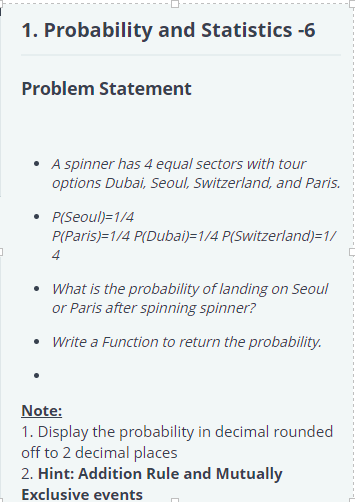 1. Probability and Statistics -6
Problem Statement
• A spinner has 4 equal sectors with tour
options Dubai, Seoul, Switzerland, and Paris.
• P(Seoul)=1/4
P(Paris)=1/4 P(Dubai)=1/4 P(Switzerland)=1/
4
• What is the probability of landing on Seoul
or Paris after spinning spinner?
• Write a Function to return the probability.
•
Note:
1. Display the probability in decimal rounded
off to 2 decimal places
2. Hint: Addition Rule and Mutually
Exclusive events